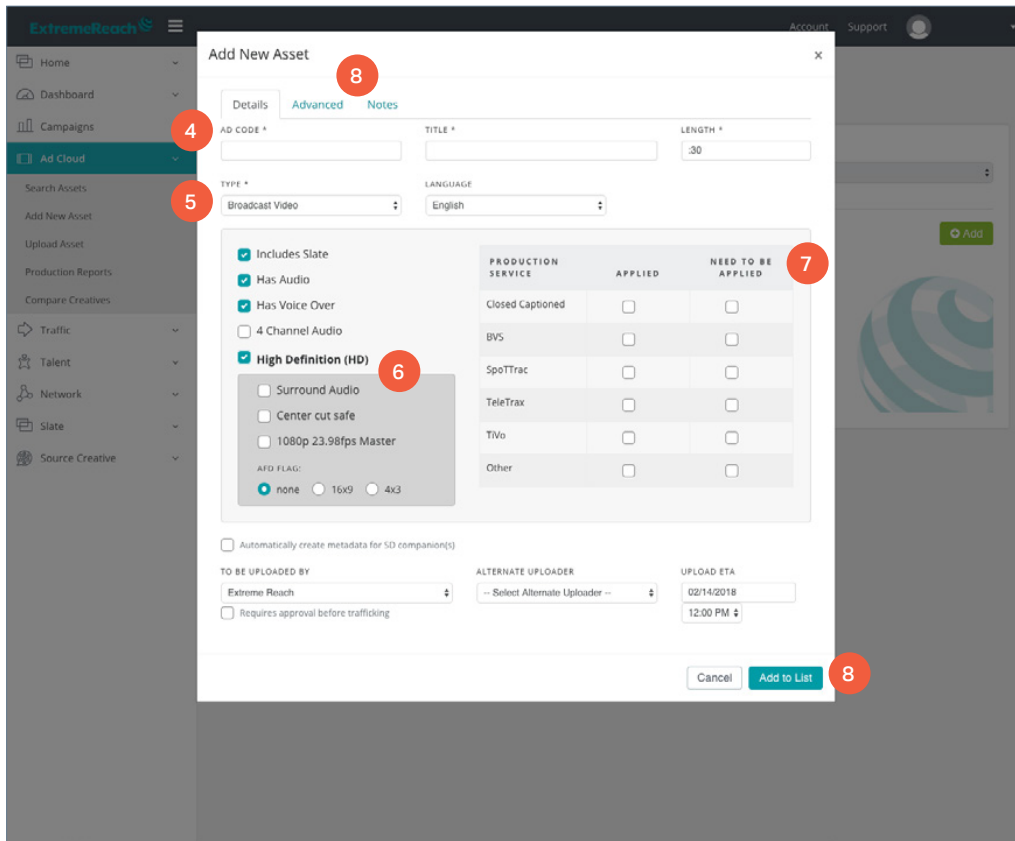 ExtremeReach
Account Support
Home
Dashboard
Campaigns
Ad Cloud
Search Assets
Add New Asset
Upload Asset
Production Reports
Compare Creatives
Traffic
Talent
Network
Slate
Source Creative
Add
Add New Asset
×
8
Details Advanced Notes
4
AD CODE * TITLE * LENGTH *
:30
5
TYPE * LANGUAGE
Broadcast Video English
Includes Slate
Has Audio
Has Voice Over
4 Channel Audio
High Definition (HD)
6
Surround Audio
Center cut safe
1080p 23.98fps Master
AFD FLAG:
none 16x9 4x3
7
PRODUCTION SERVICE APPLIED NEED TO BE APPLIED
Closed Captioned
BVS
SpoTTrac
TeleTrax
TiVo
Other
Automatically create metadata for SD companion(s)
TO BE UPLOADED BY ALTERNATE UPLOADER UPLOAD ETA
Extreme Reach -- Select Alternate Uploader -- 02/14/2018
Requires approval before trafficking 12:00 PM
Cancel Add to List
8